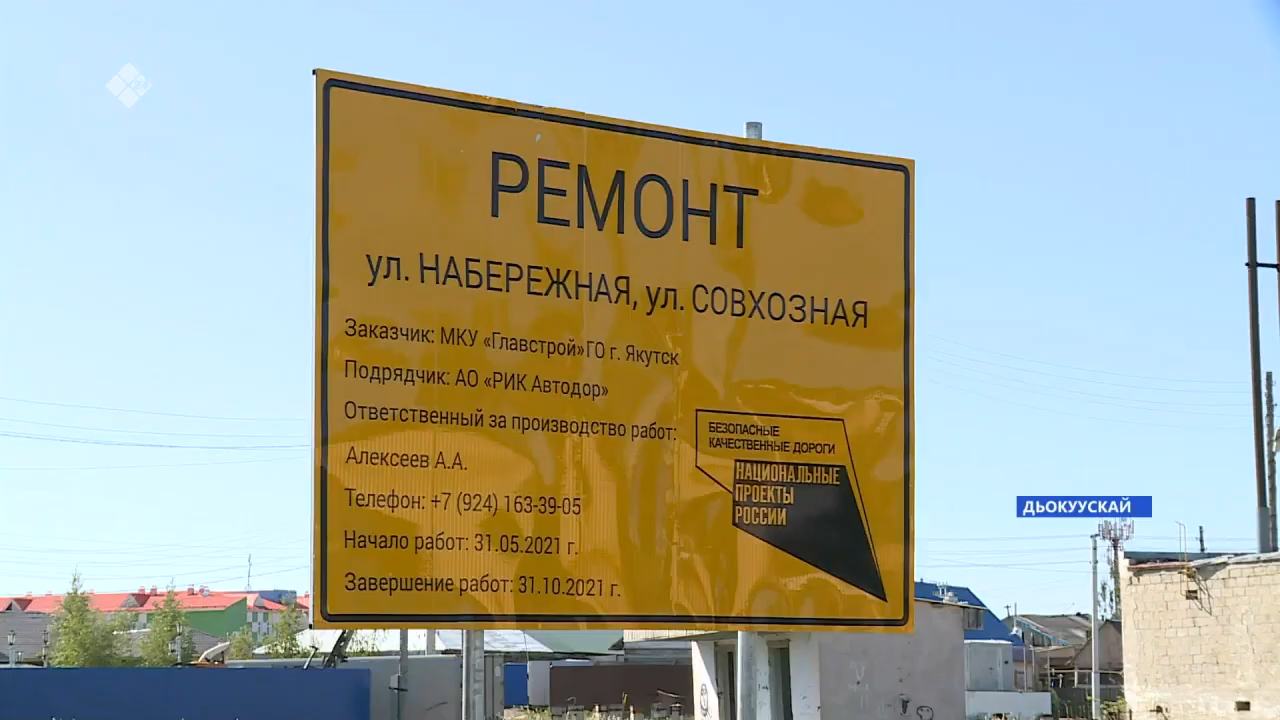 РЕМОНТ
ул. НАБЕРЕЖНАЯ, ул. СОВХОЗНАЯ
Заказчик: МКУ «Главстрой»ГО г. Якутск
Подрядчик: АО «РИК Автодор»
Ответственный за производство работ:
Алексеев А.А.
Телефон: +7 (924) 163-39-05
Начало работ: 31.05.2021 г.
Завершение работ: 31.10.2021 г.
БЕЗОПАСНЫЕ
КАЧЕСТВЕННЫЕ ДОРОГИ
НАЦИОНАЛЬНЫЕ
ПРОЕКТЫ
РОССИИ
ДЬОКУУСКАЙ